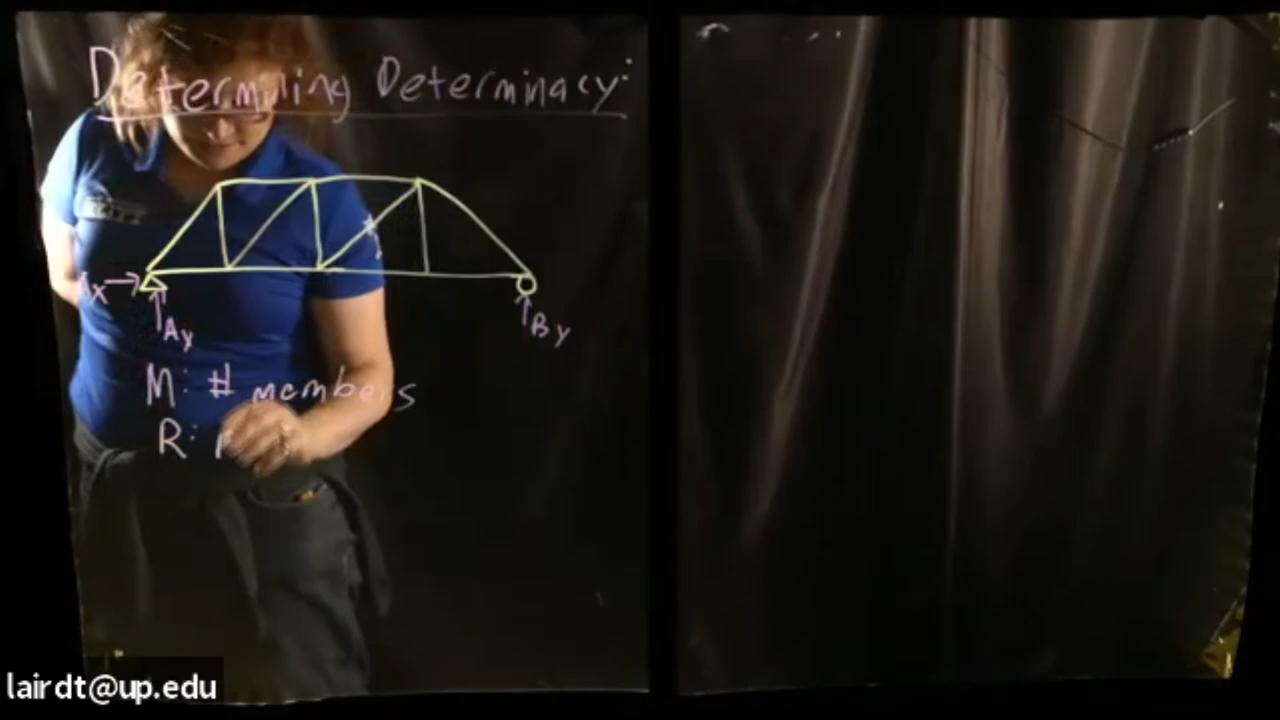 Determining Determinacy:
Ax
Ay
By
M: # members
R:
lairdt@up.edu